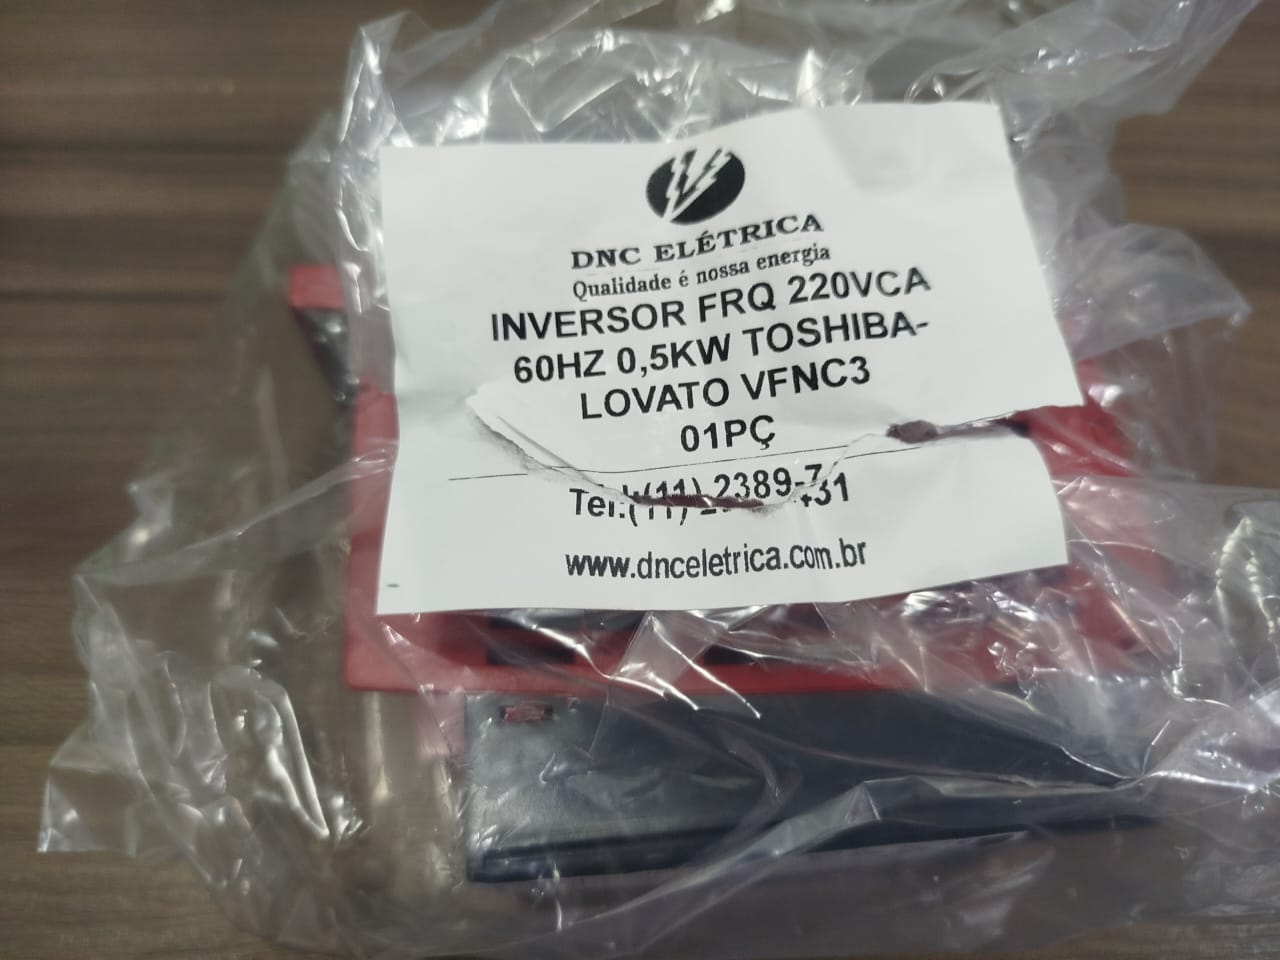 DNC ELÉTRICA
Qualidade é nossa energia
INVERSOR FRQ 220VCA
60HZ 0,5KW TOSHIBA-
LOVATO VFNC3
01PÇ
Tel.:(11) 2389-7431
www.dnceletrica.com.br